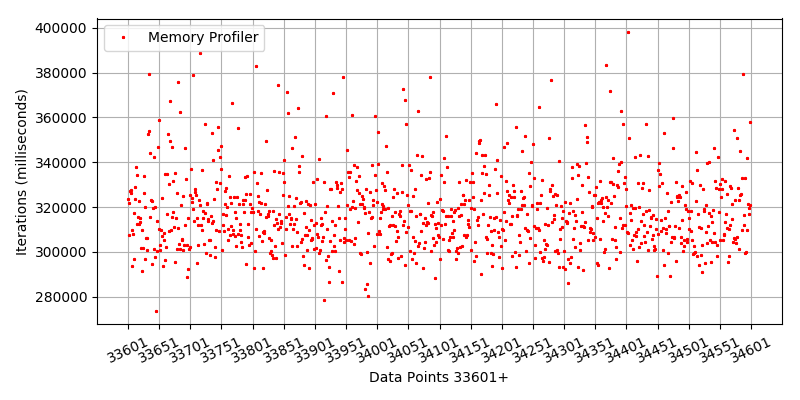 400000
Memory Profiler
380000
360000
340000
320000
300000
280000
Iterations (milliseconds)
33601 33651 33701 33751 33801 33851 33901 33951 34001 34051 34101 34151 34201 34251 34301 34351 34401 34451 34501 34551 34601
Data Points 33601+